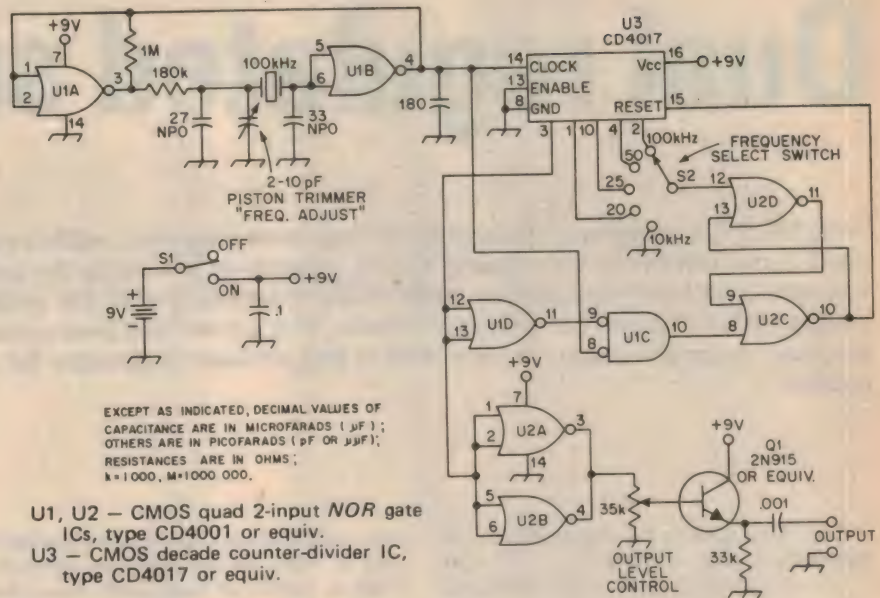 +9V
7
1
2
U1A
3
14
1M
180k
27
NPO
100kHz
33
NPO
2-10 pF
PISTON TRIMMER
"FREQ. ADJUST"
5
6
U1B
4
180
U3
CD4017
14 CLOCK
13 ENABLE
8 GND
Vcc 16
+9V
RESET 15
3
1
10
4
2
100kHz
50
25
20
10kHz
FREQUENCY
SELECT SWITCH
S2
12
13
U2D
11
9
8
U2C
10
S1
OFF
ON
+9V
9V
+
−
.1
12
13
U1D
11
9
8
U1C
10
+9V
7
1
2
U2A
3
14
5
6
U2B
4
35k
OUTPUT
LEVEL
CONTROL
+9V
Q1
2N915
OR EQUIV.
.001
33k
OUTPUT
EXCEPT AS INDICATED, DECIMAL VALUES OF
CAPACITANCE ARE IN MICROFARADS ( µF ) ;
OTHERS ARE IN PICOFARADS ( pF OR µµF);
RESISTANCES ARE IN OHMS ;
k=1000, M=1000 000.
U1, U2 — CMOS quad 2-input NOR gate
ICs, type CD4001 or equiv.
U3 — CMOS decade counter-divider IC,
type CD4017 or equiv.